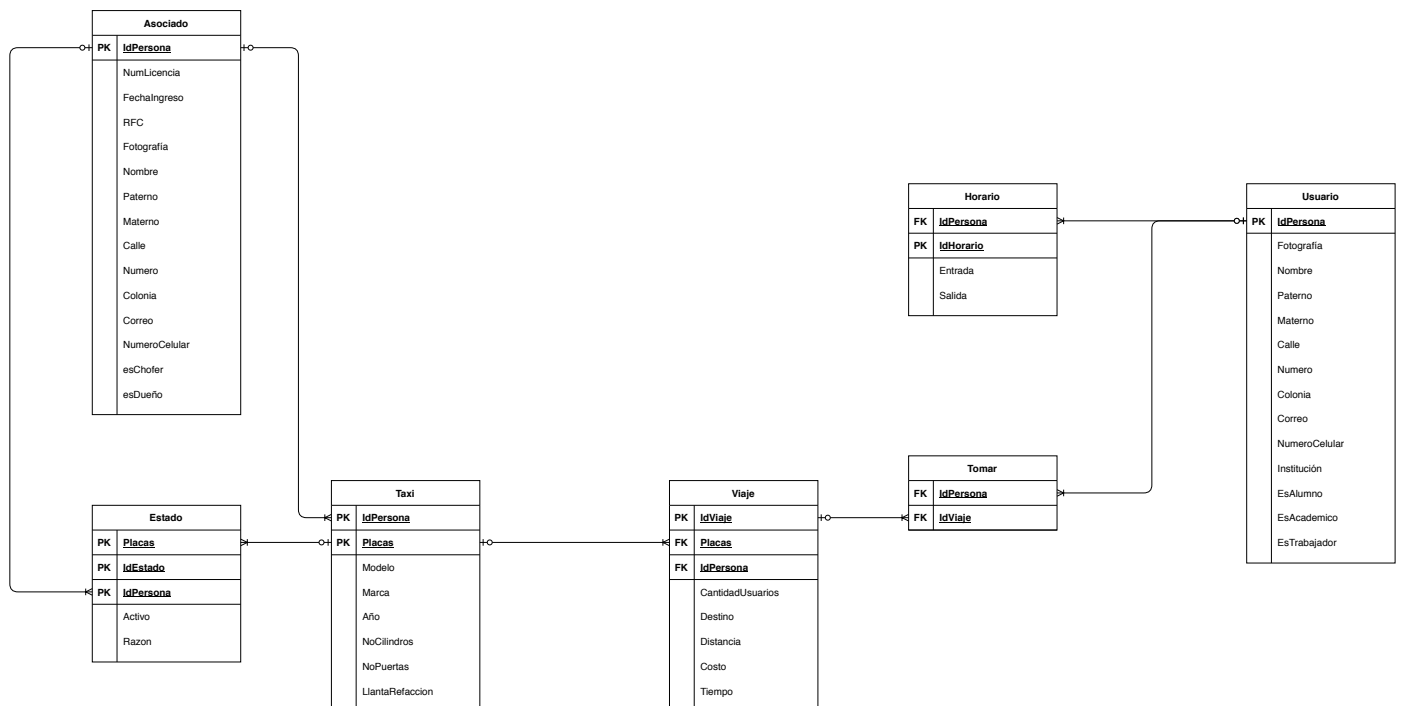 Asociado
PK IdPersona
NumLicencia
FechaIngreso
RFC
Fotografía
Nombre
Paterno
Materno
Calle
Numero
Colonia
Correo
NumeroCelular
esChofer
esDueño
Estado
PK Placas
PK IdEstado
PK IdPersona
Activo
Razon
Taxi
PK IdPersona
PK Placas
Modelo
Marca
Año
NoCilindros
NoPuertas
LlantaRefaccion
Viaje
PK IdViaje
FK Placas
FK IdPersona
CantidadUsuarios
Destino
Distancia
Costo
Tiempo
Horario
FK IdPersona
PK IdHorario
Entrada
Salida
Tomar
FK IdPersona
FK IdViaje
Usuario
PK IdPersona
Fotografía
Nombre
Paterno
Materno
Calle
Numero
Colonia
Correo
NumeroCelular
Institución
EsAlumno
EsAcademico
EsTrabajador